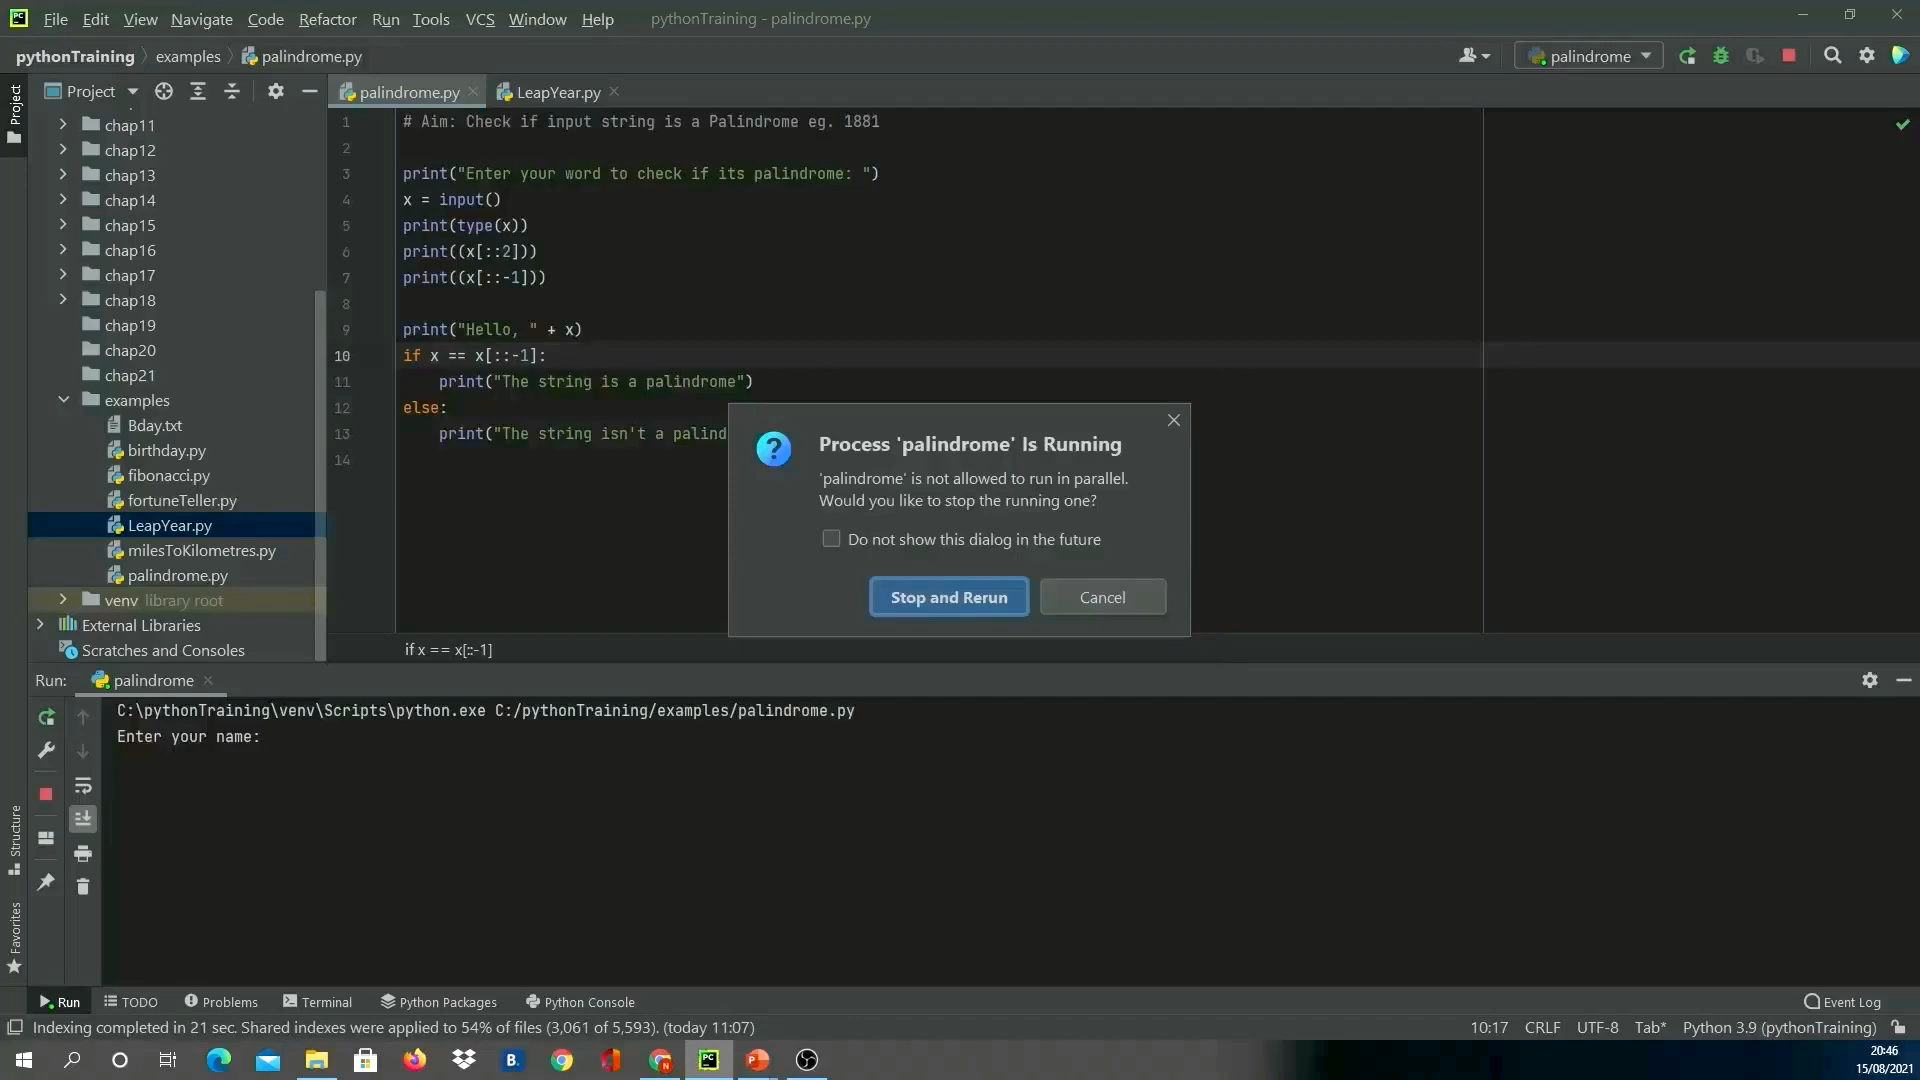 File Edit View Navigate Code Refactor Run Tools VCS Window Help pythonTraining - palindrome.py
pythonTraining examples palindrome.py palindrome
Project
Project
palindrome.py LeapYear.py
chap11
chap12
chap13
chap14
chap15
chap16
chap17
chap18
chap19
chap20
chap21
examples
Bday.txt
birthday.py
fibonacci.py
fortuneTeller.py
LeapYear.py
milesToKilometres.py
palindrome.py
venv library root
External Libraries
Scratches and Consoles
1 # Aim: Check if input string is a Palindrome eg. 1881
2
3 print("Enter your word to check if its palindrome: ")
4 x = input()
5 print(type(x))
6 print((x[::2]))
7 print((x[::-1]))
8
9 print("Hello, " + x)
10 if x == x[::-1]:
11 print("The string is a palindrome")
12 else:
13 print("The string isn't a palind
14
if x == x[::-1]
Process 'palindrome' Is Running
'palindrome' is not allowed to run in parallel.
Would you like to stop the running one?
Do not show this dialog in the future
Stop and Rerun Cancel
Run: palindrome
C:\pythonTraining\venv\Scripts\python.exe C:/pythonTraining/examples/palindrome.py
Enter your name:
Structure
Favorites
Run TODO Problems Terminal Python Packages Python Console Event Log
Indexing completed in 21 sec. Shared indexes were applied to 54% of files (3,061 of 5,593). (today 11:07) 10:17 CRLF UTF-8 Tab* Python 3.9 (pythonTraining)
20:46
15/08/2021